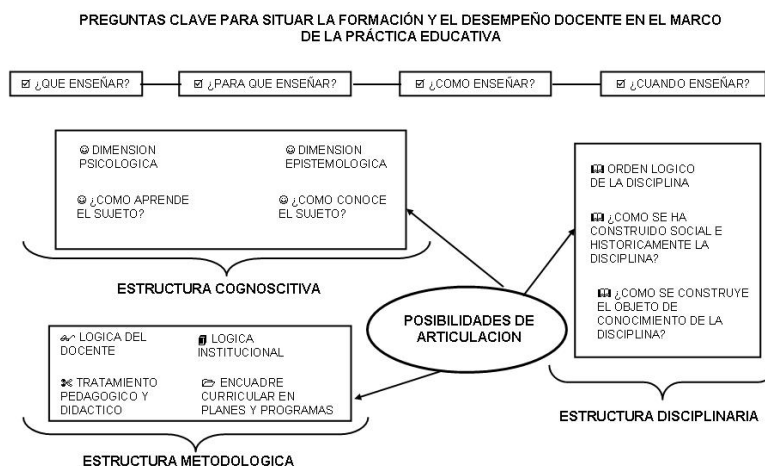 PREGUNTAS CLAVE PARA SITUAR LA FORMACIÓN Y EL DESEMPEÑO DOCENTE EN EL MARCO
DE LA PRÁCTICA EDUCATIVA
¿QUE ENSEÑAR?
¿PARA QUE ENSEÑAR?
¿COMO ENSEÑAR?
¿CUANDO ENSEÑAR?
DIMENSION
PSICOLOGICA
DIMENSION
EPISTEMOLOGICA
¿COMO APRENDE
EL SUJETO?
¿COMO CONOCE
EL SUJETO?
ESTRUCTURA COGNOSCITIVA
ORDEN LOGICO
DE LA DISCIPLINA
¿COMO SE HA
CONSTRUIDO SOCIAL E
HISTORICAMENTE LA
DISCIPLINA?
¿COMO SE CONSTRUYE
EL OBJETO DE
CONOCIMIENTO DE LA
DISCIPLINA?
ESTRUCTURA DISCIPLINARIA
POSIBILIDADES DE
ARTICULACION
LOGICA DEL
DOCENTE
LOGICA
INSTITUCIONAL
TRATAMIENTO
PEDAGOGICO Y
DIDACTICO
ENCUADRE
CURRICULAR EN
PLANES Y PROGRAMAS
ESTRUCTURA METODOLOGICA